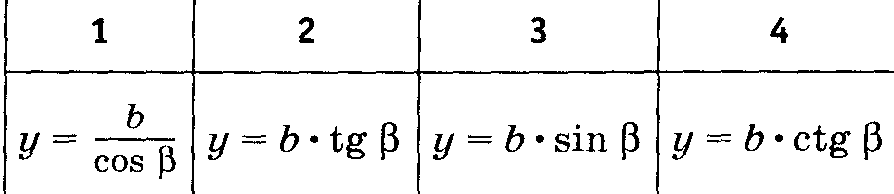 1 2 3 4
y = b / cos β y = b · tg β y = b · sin β y = b · ctg β